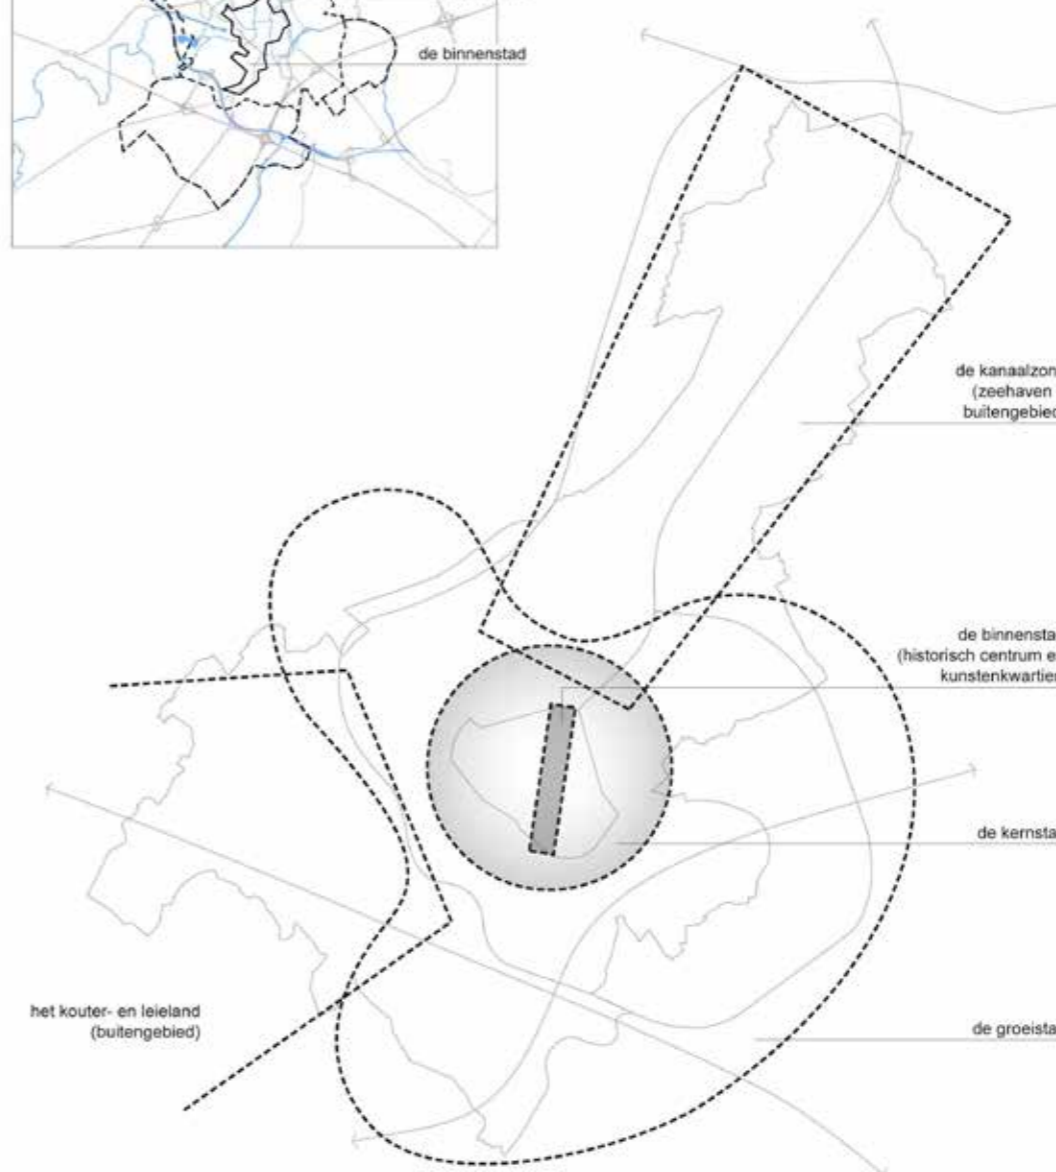 de binnenstad
de kanaalzon
(zeehaven
buitengebied
de binnensta
(historisch centrum e
kunstenkwartier
de kernsta
het kouter- en leieland
(buitengebied)
de groeista